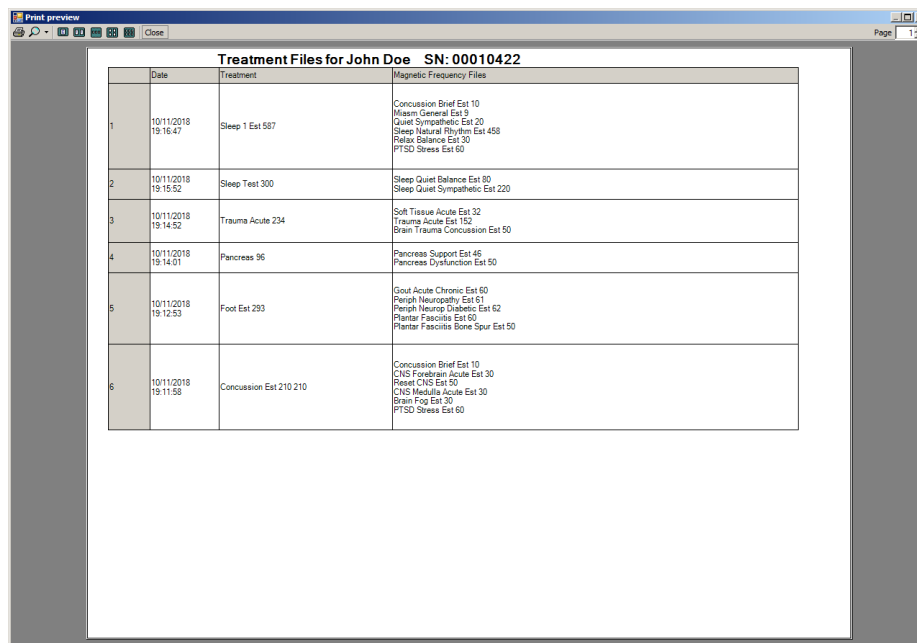 Print preview
Close
Page 1
Treatment Files for John Doe SN: 00010422
Date Treatment Magnetic Frequency Files
1
10/11/2018
19:16:47
Sleep 1 Est 587
Concussion Brief Est 10
Miasm General Est 9
Quiet Sympathetic Est 20
Sleep Natural Rhythm Est 458
Relax Balance Est 30
PTSD Stress Est 60
2
10/11/2018
19:15:52
Sleep Test 300
Sleep Quiet Balance Est 80
Sleep Quiet Sympathetic Est 220
3
10/11/2018
19:14:52
Trauma Acute 234
Soft Tissue Acute Est 32
Trauma Acute Est 152
Brain Trauma Concussion Est 50
4
10/11/2018
19:14:01
Pancreas 96
Pancreas Support Est 46
Pancreas Dysfunction Est 50
5
10/11/2018
19:12:53
Foot Est 293
Gout Acute Chronic Est 60
Periph Neuropathy Est 61
Periph Neurop Diabetic Est 62
Plantar Fasciitis Est 60
Plantar Fasciitis Bone Spur Est 50
6
10/11/2018
19:11:58
Concussion Est 210 210
Concussion Brief Est 10
CNS Forebrain Acute Est 30
Reset CNS Est 50
CNS Medulla Acute Est 30
Brain Fog Est 30
PTSD Stress Est 60